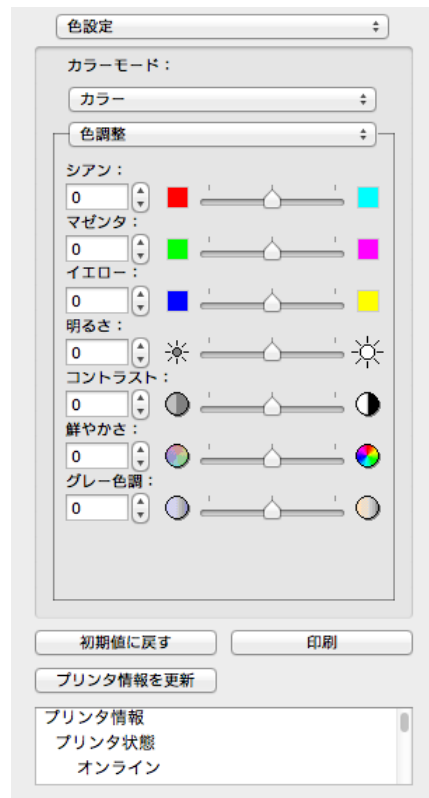 色設定
カラーモード：
カラー
色調整
シアン：
0
マゼンタ：
0
イエロー：
0
明るさ：
0
コントラスト：
0
鮮やかさ：
0
グレー色調：
0
初期値に戻す
印刷
プリンタ情報を更新
プリンタ情報
プリンタ状態
オンライン